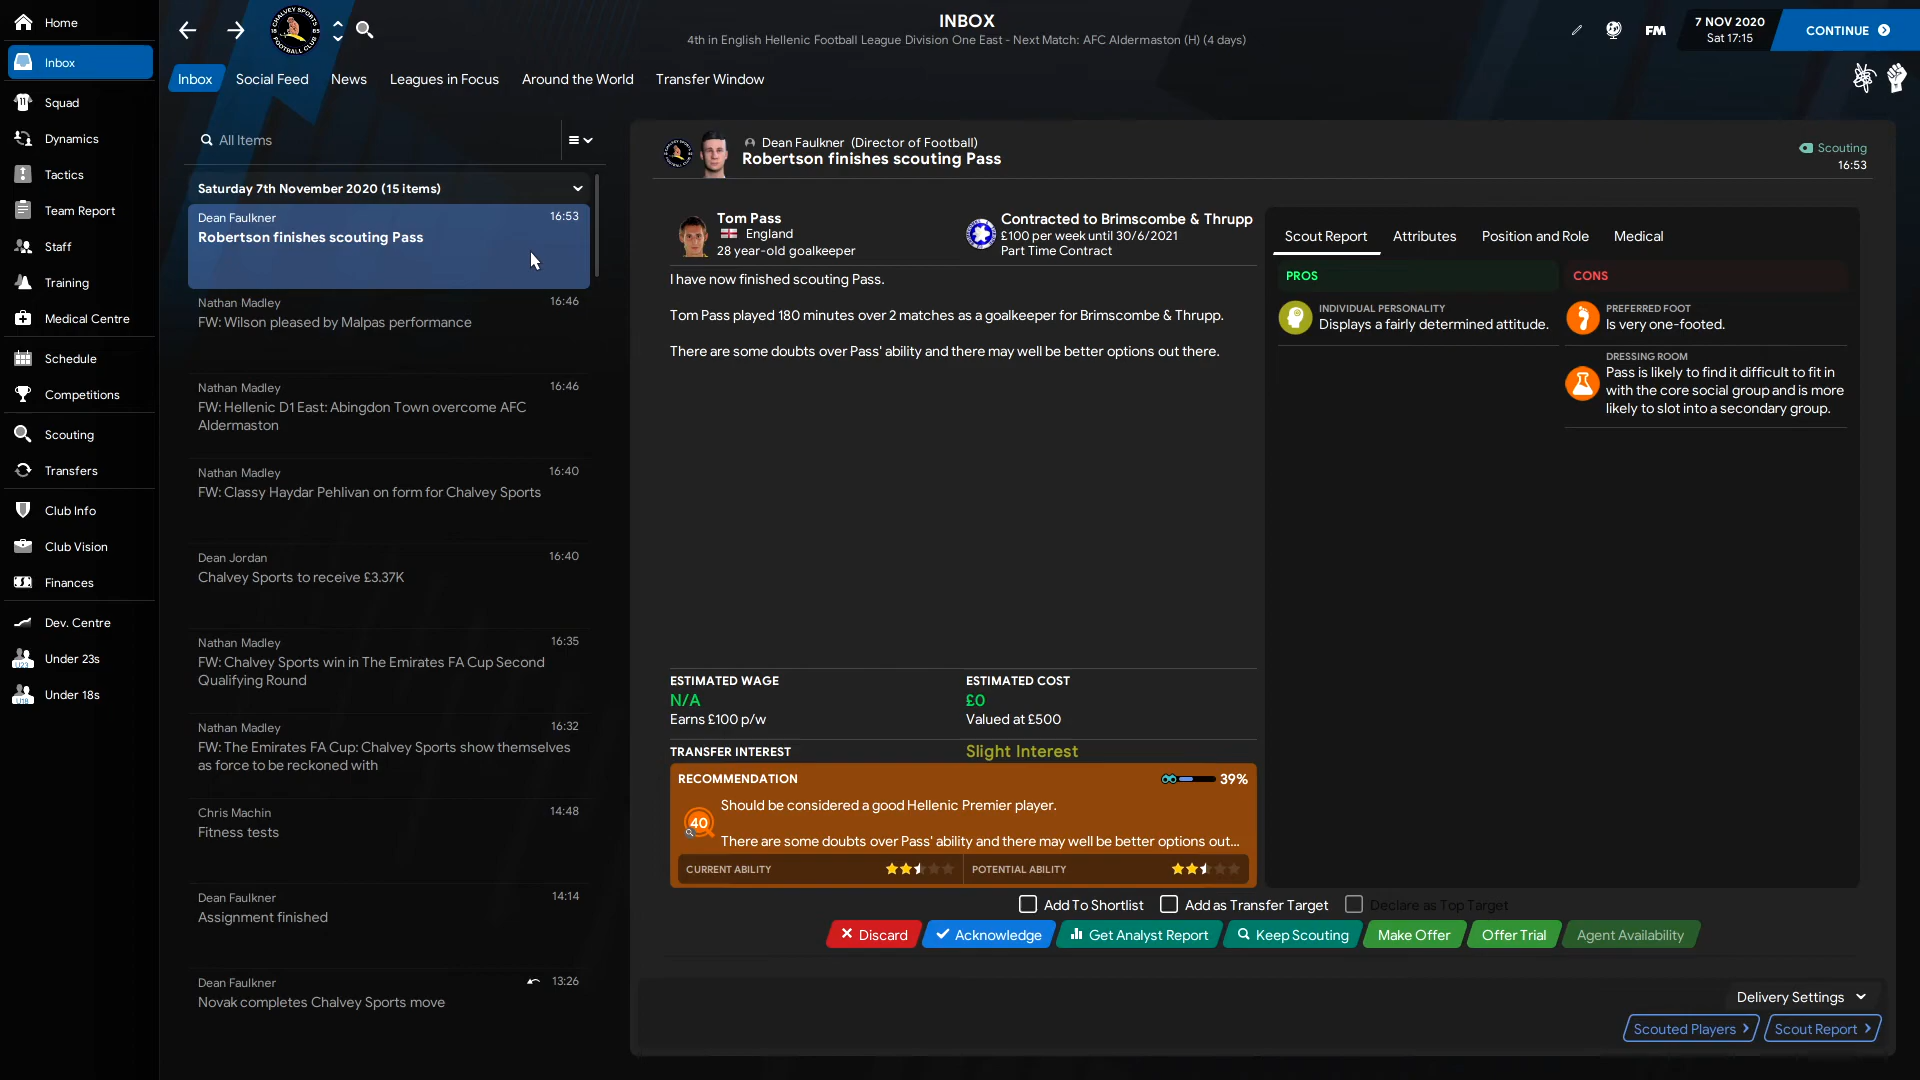 Home
Inbox
Squad
Dynamics
Tactics
Team Report
Staff
Training
Medical Centre
Schedule
Competitions
Scouting
Transfers
Club Info
Club Vision
Finances
Dev. Centre
Under 23s
Under 18s
INBOX
4th in English Hellenic Football League Division One East - Next Match: AFC Aldermaston (H) (4 days)
FM
7 NOV 2020
Sat 17:15
CONTINUE
Inbox
Social Feed
News
Leagues in Focus
Around the World
Transfer Window
All Items
Saturday 7th November 2020 (15 items)
Dean Faulkner 16:53
Robertson finishes scouting Pass
Nathan Madley 16:46
FW: Wilson pleased by Malpas performance
Nathan Madley 16:46
FW: Hellenic D1 East: Abingdon Town overcome AFC
Aldermaston
Nathan Madley 16:40
FW: Classy Haydar Pehlivan on form for Chalvey Sports
Dean Jordan 16:40
Chalvey Sports to receive £3.37K
Nathan Madley 16:35
FW: Chalvey Sports win in The Emirates FA Cup Second
Qualifying Round
Nathan Madley 16:32
FW: The Emirates FA Cup: Chalvey Sports show themselves
as force to be reckoned with
Chris Machin 14:48
Fitness tests
Dean Faulkner 14:14
Assignment finished
Dean Faulkner 13:26
Novak completes Chalvey Sports move
Dean Faulkner (Director of Football)
Robertson finishes scouting Pass
Scouting
16:53
Tom Pass
England
28 year-old goalkeeper
Contracted to Brimscombe & Thrupp
£100 per week until 30/6/2021
Part Time Contract
I have now finished scouting Pass.
Tom Pass played 180 minutes over 2 matches as a goalkeeper for Brimscombe & Thrupp.
There are some doubts over Pass' ability and there may well be better options out there.
ESTIMATED WAGE
N/A
Earns £100 p/w
ESTIMATED COST
£0
Valued at £500
TRANSFER INTEREST
Slight Interest
RECOMMENDATION
39%
40
Should be considered a good Hellenic Premier player.
There are some doubts over Pass' ability and there may well be better options out...
CURRENT ABILITY
POTENTIAL ABILITY
Scout Report
Attributes
Position and Role
Medical
PROS
INDIVIDUAL PERSONALITY
Displays a fairly determined attitude.
CONS
PREFERRED FOOT
Is very one-footed.
DRESSING ROOM
Pass is likely to find it difficult to fit in
with the core social group and is more
likely to slot into a secondary group.
Add To Shortlist
Add as Transfer Target
Declare as Top Target
Discard
Acknowledge
Get Analyst Report
Keep Scouting
Make Offer
Offer Trial
Agent Availability
Delivery Settings
Scouted Players
Scout Report